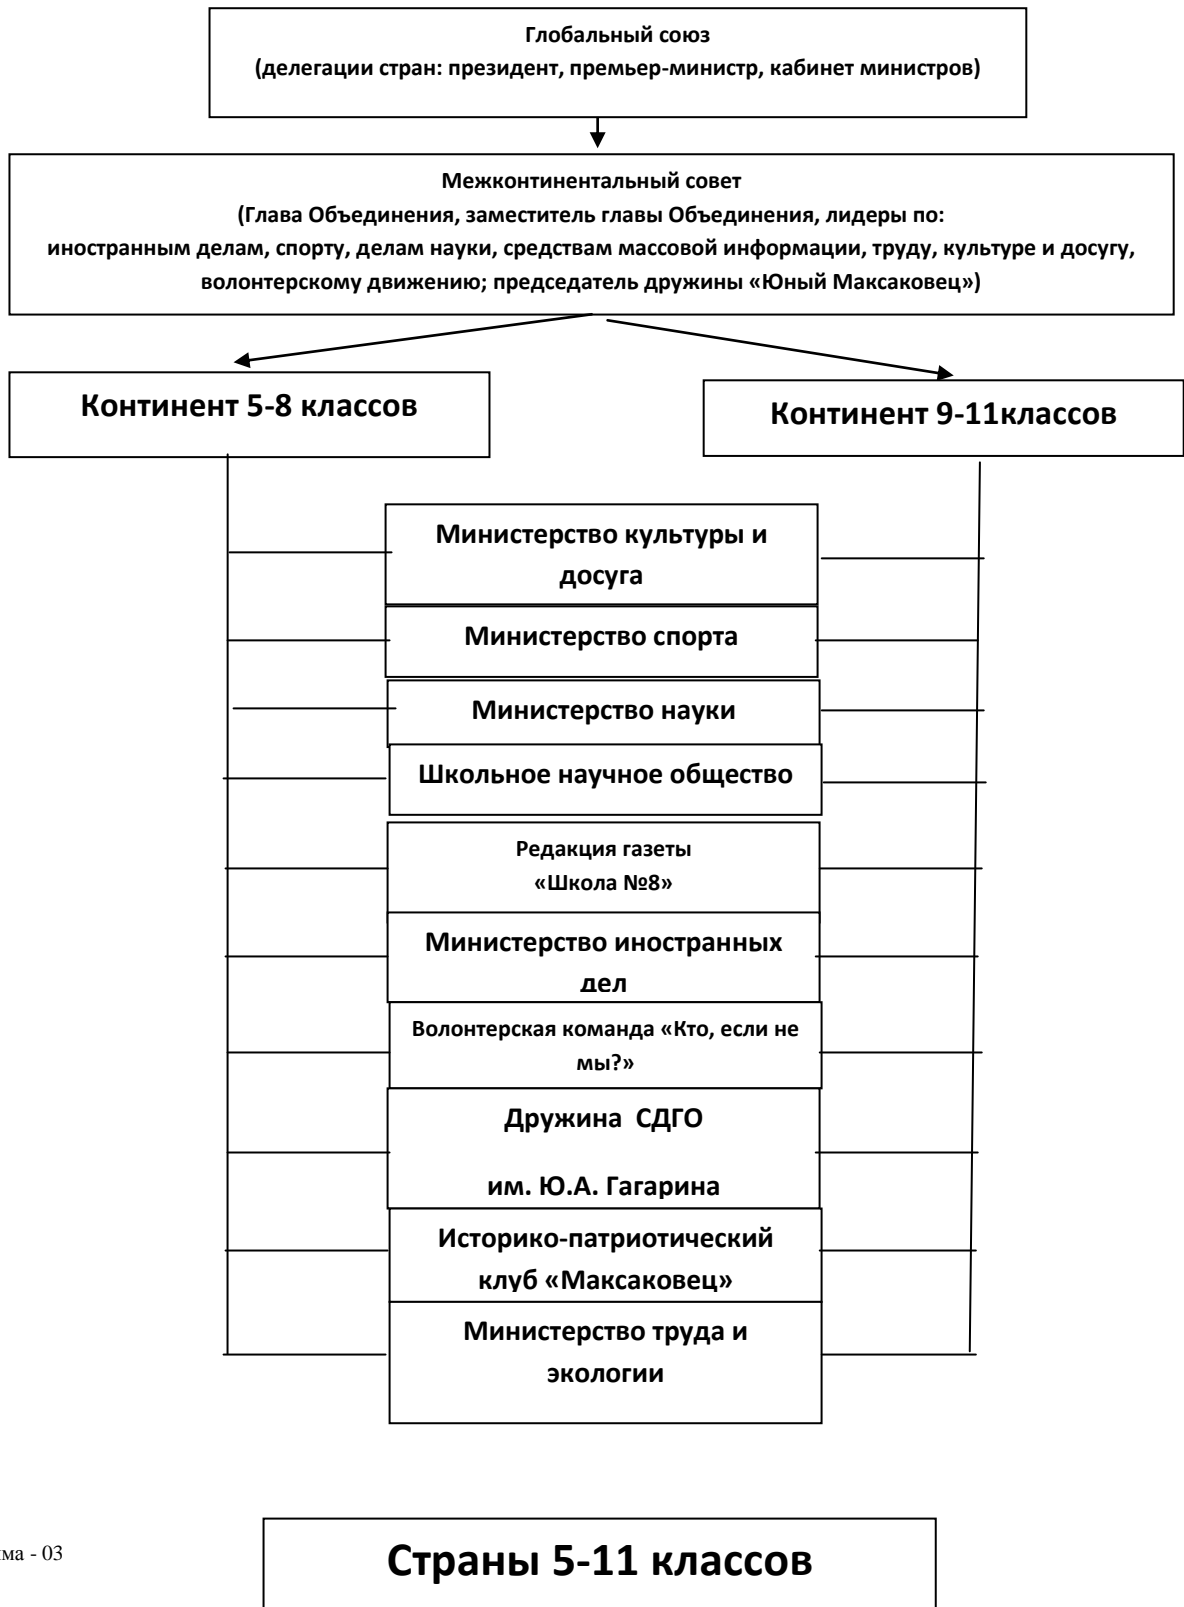 Глобальный союз
(делегации стран: президент, премьер-министр, кабинет министров)
Межконтинентальный совет
(Глава Объединения, заместитель главы Объединения, лидеры по:
иностранным делам, спорту, делам науки, средствам массовой информации, труду, культуре и досугу,
волонтерскому движению; председатель дружины «Юный Максаковец»)
Континент 5-8 классов
Континент 9-11классов
Министерство культуры и
досуга
Министерство спорта
Министерство науки
Школьное научное общество
Редакция газеты
«Школа №8»
Министерство иностранных
дел
Волонтерская команда «Кто, если не
мы?»
Дружина СДГО
им. Ю.А. Гагарина
Историко-патриотический
клуб «Максаковец»
Министерство труда и
экологии
- 03
Страны 5-11 классов